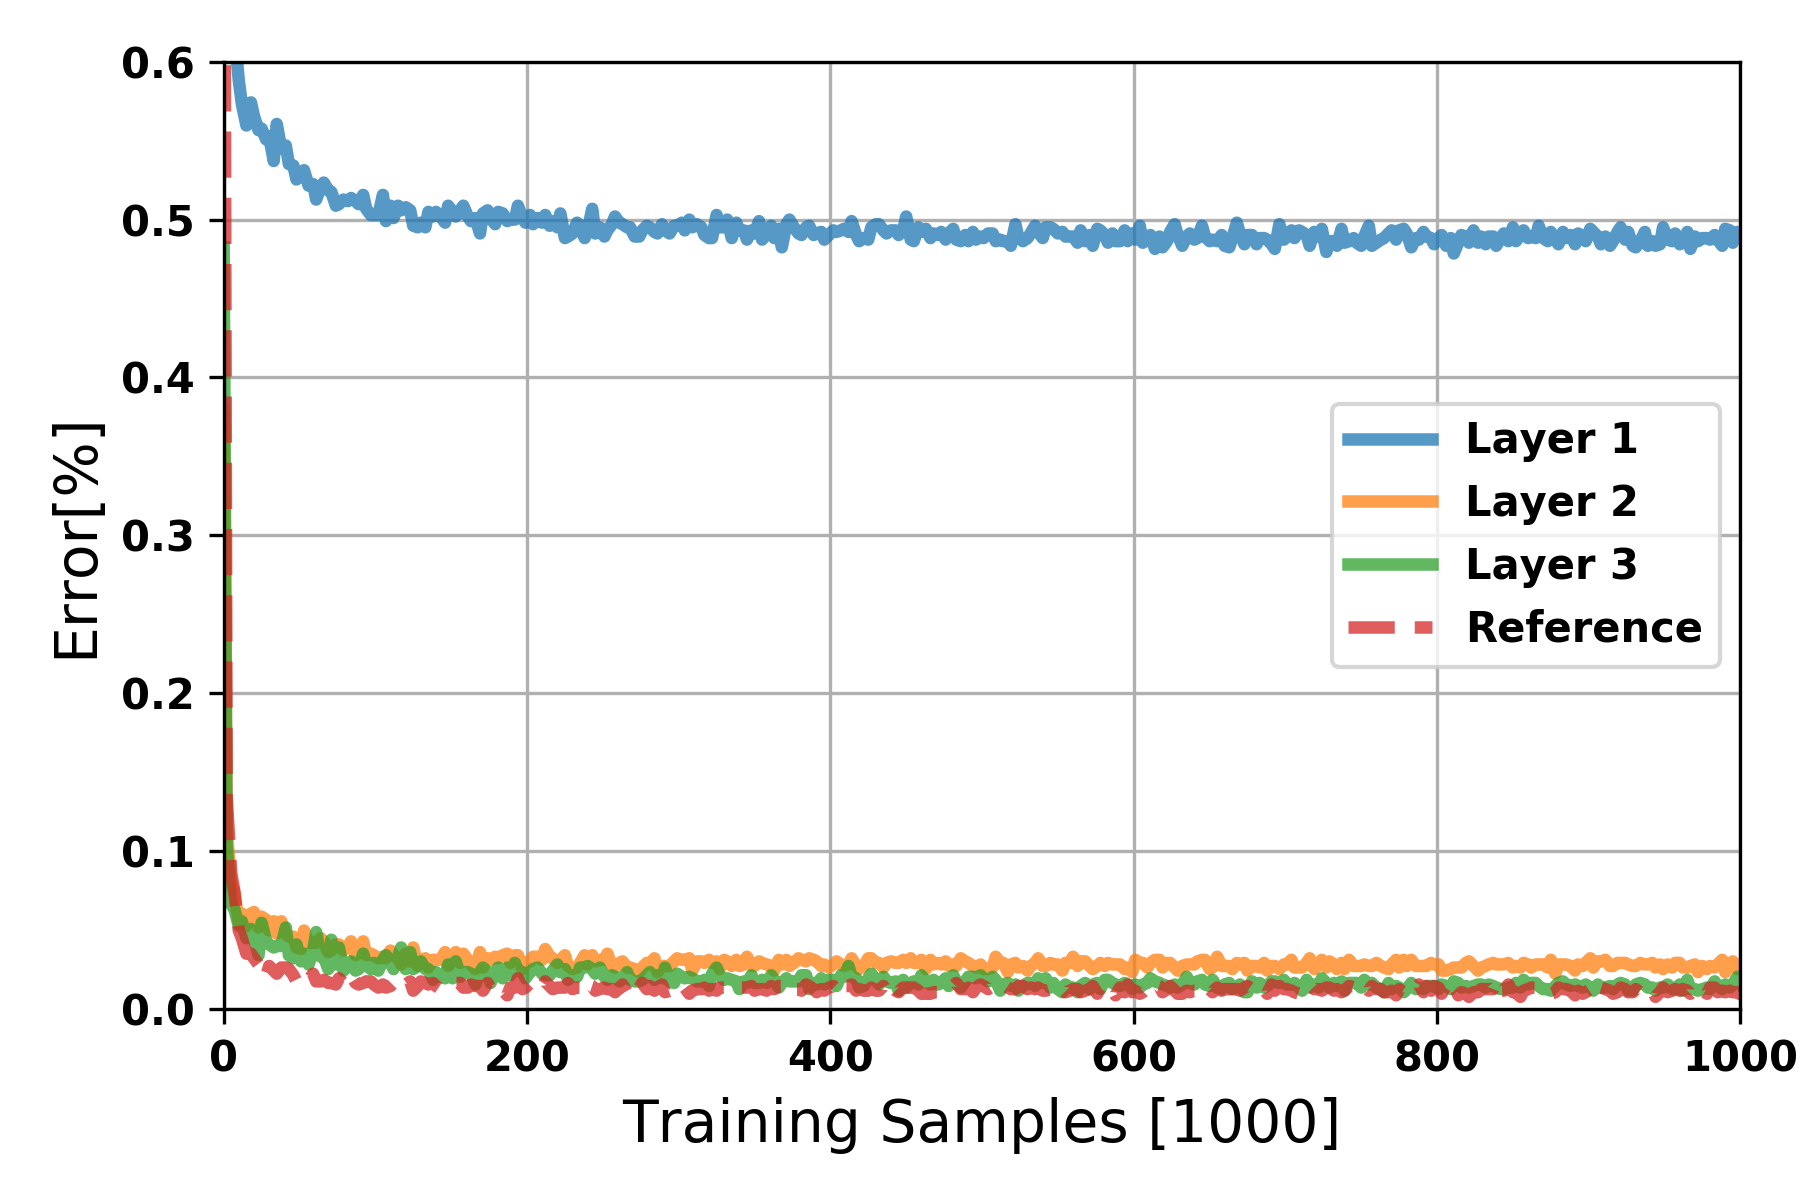 0.6
0.5
0.4
0.3
0.2
0.1
0.0
Error[%]
Layer 1
Layer 2
Layer 3
Reference
0 200 400 600 800 1000
Training Samples [1000]